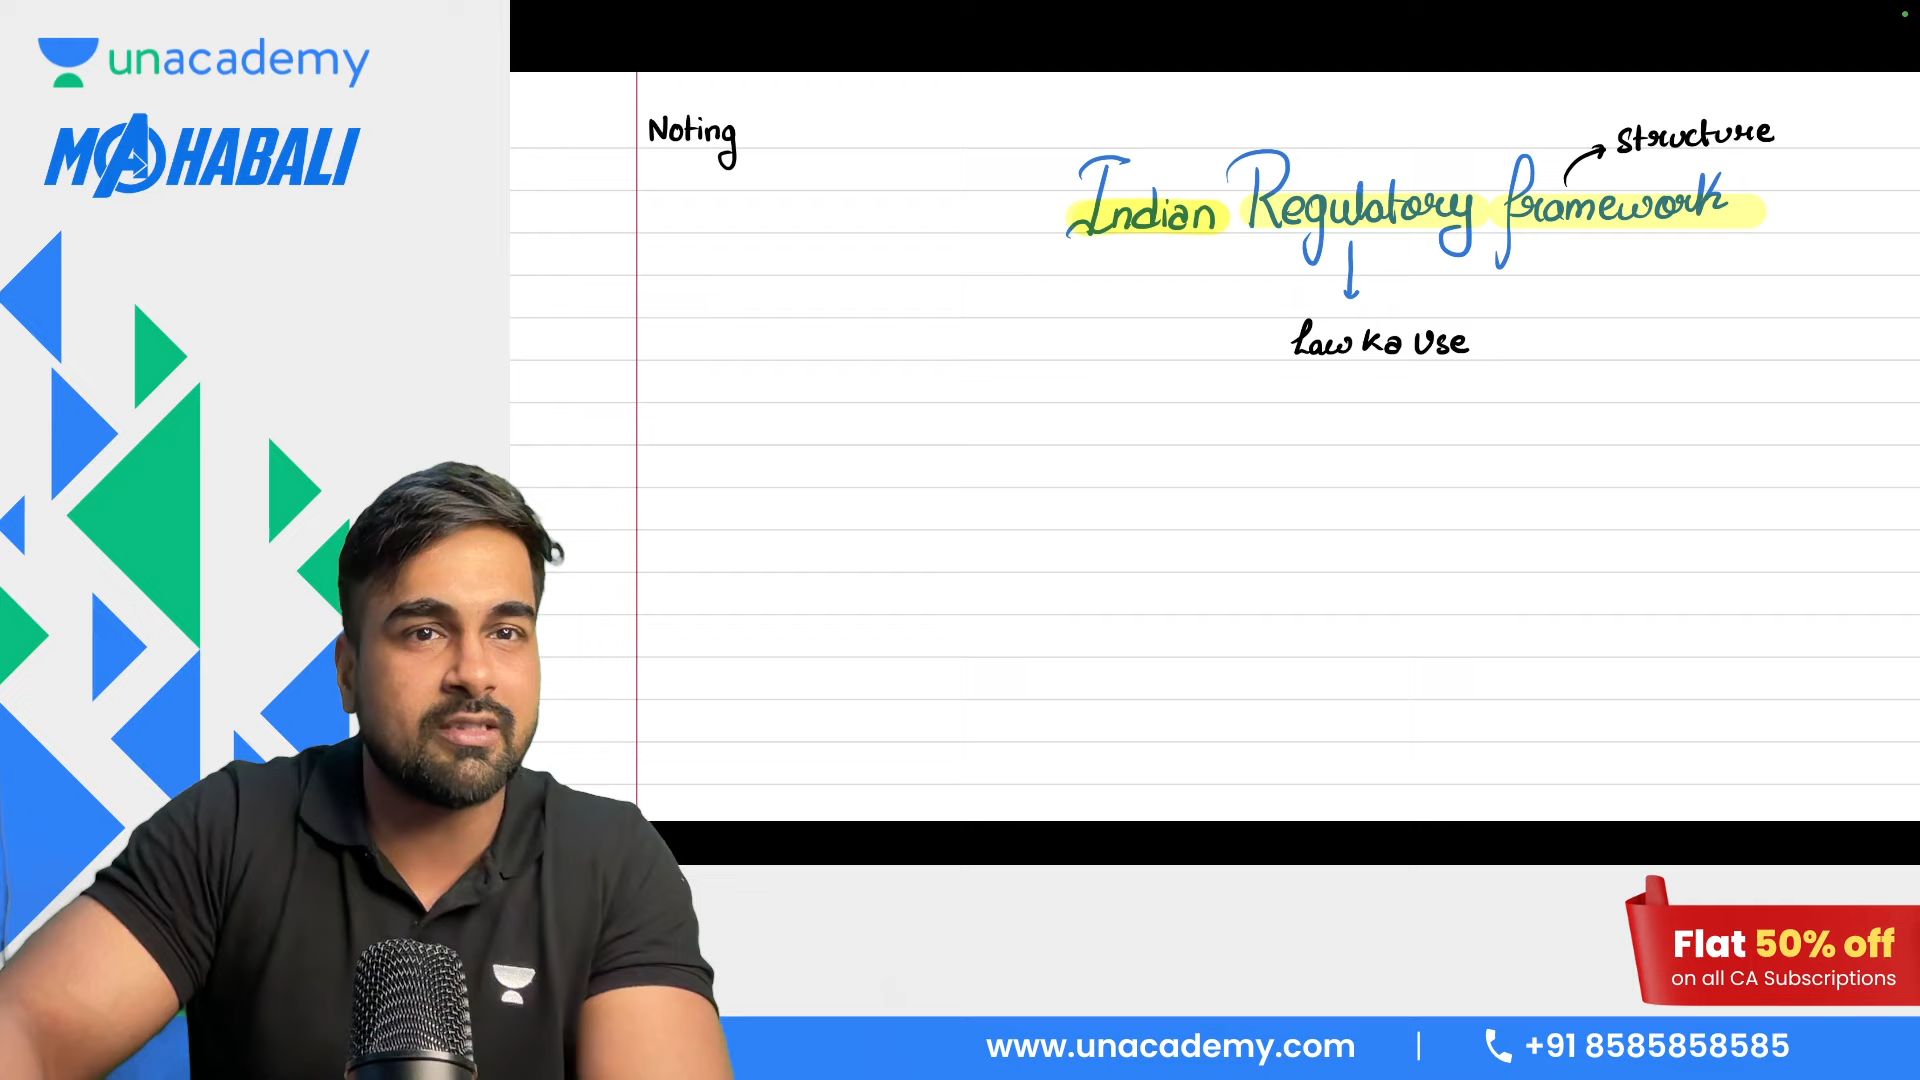 unacademy
MAHABALI
Noting
Structure
Indian Regulatory framework
Law Ka Use
Flat 50% off
on all CA Subscriptions
www.unacademy.com | +91 8585858585